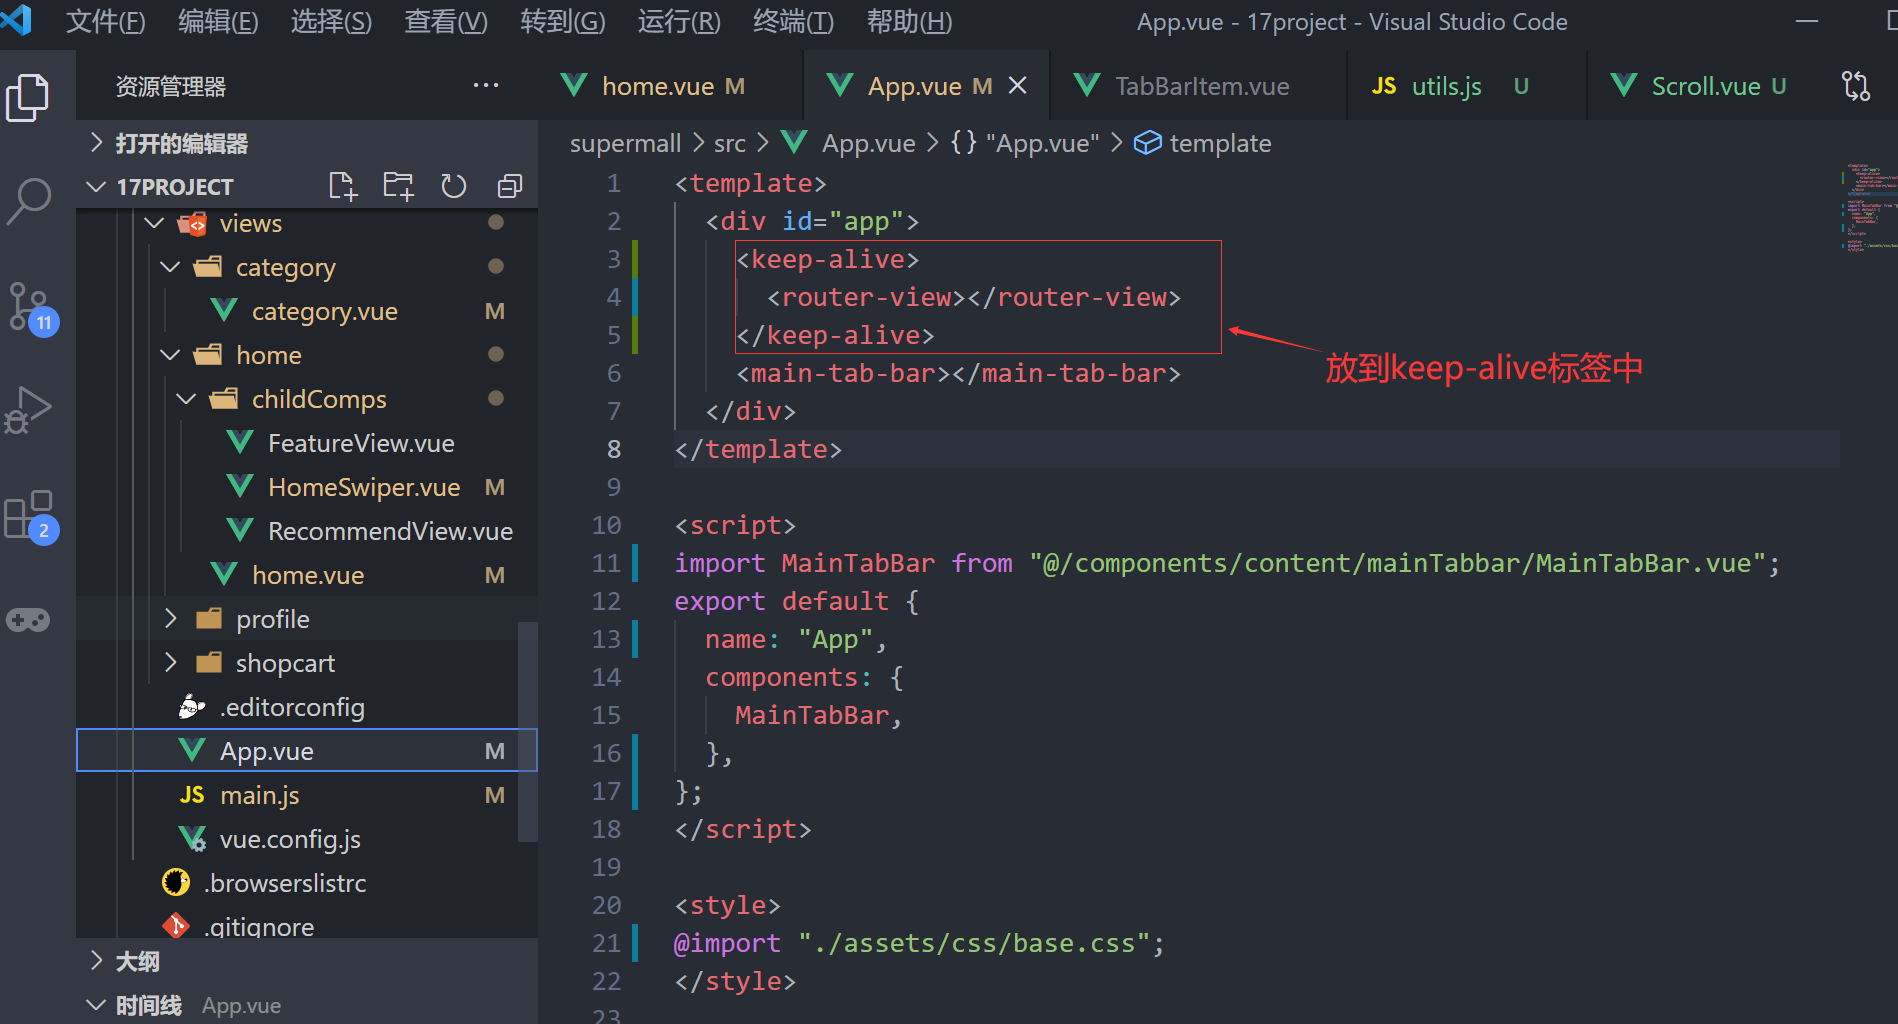 文件(F) 编辑(E) 选择(S) 查看(V) 转到(G) 运行(R) 终端(T) 帮助(H) App.vue - 17project - Visual Studio Code
资源管理器 ···
home.vue M App.vue M TabBarItem.vue JS utils.js U Scroll.vue U
supermall > src > App.vue > {} "App.vue" > template
打开的编辑器
17PROJECT
views
category
category.vue M
home
childComps
FeatureView.vue
HomeSwiper.vue M
RecommendView.vue
home.vue M
profile
shopcart
.editorconfig
App.vue M
JS main.js M
vue.config.js
.browserslistrc
.gitignore
大纲
时间线 App.vue
11
2
1 <template>
2 <div id="app">
3 <keep-alive>
4 <router-view></router-view>
5 </keep-alive>
6 <main-tab-bar></main-tab-bar>
7 </div>
8 </template>
9
10 <script>
11 import MainTabBar from "@/components/content/mainTabbar/MainTabBar.vue";
12 export default {
13 name: "App",
14 components: {
15 MainTabBar,
16 },
17 };
18 </script>
19
20 <style>
21 @import "./assets/css/base.css";
22 </style>
23
放到keep-alive标签中